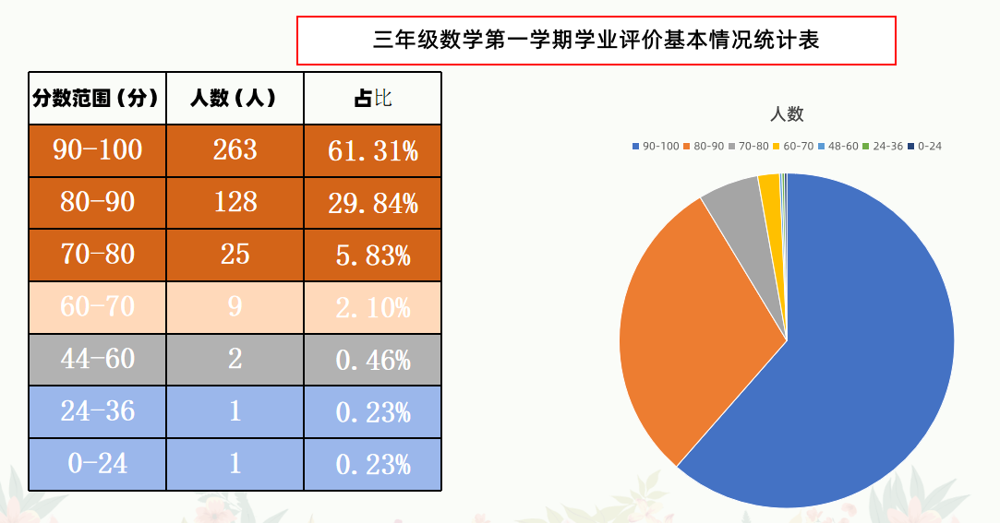 三年级数学第一学期学业评价基本情况统计表
分数范围（分） 人数（人） 占比
90-100 263 61.31%
80-90 128 29.84%
70-80 25 5.83%
60-70 9 2.10%
44-60 2 0.46%
24-36 1 0.23%
0-24 1 0.23%
人数
90-100 80-90 70-80 60-70 48-60 24-36 0-24